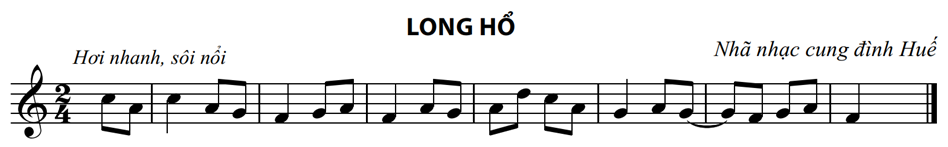 LONG HỔ
Hơi nhanh, sôi nổi
Nhã nhạc cung đình Huế
2
4